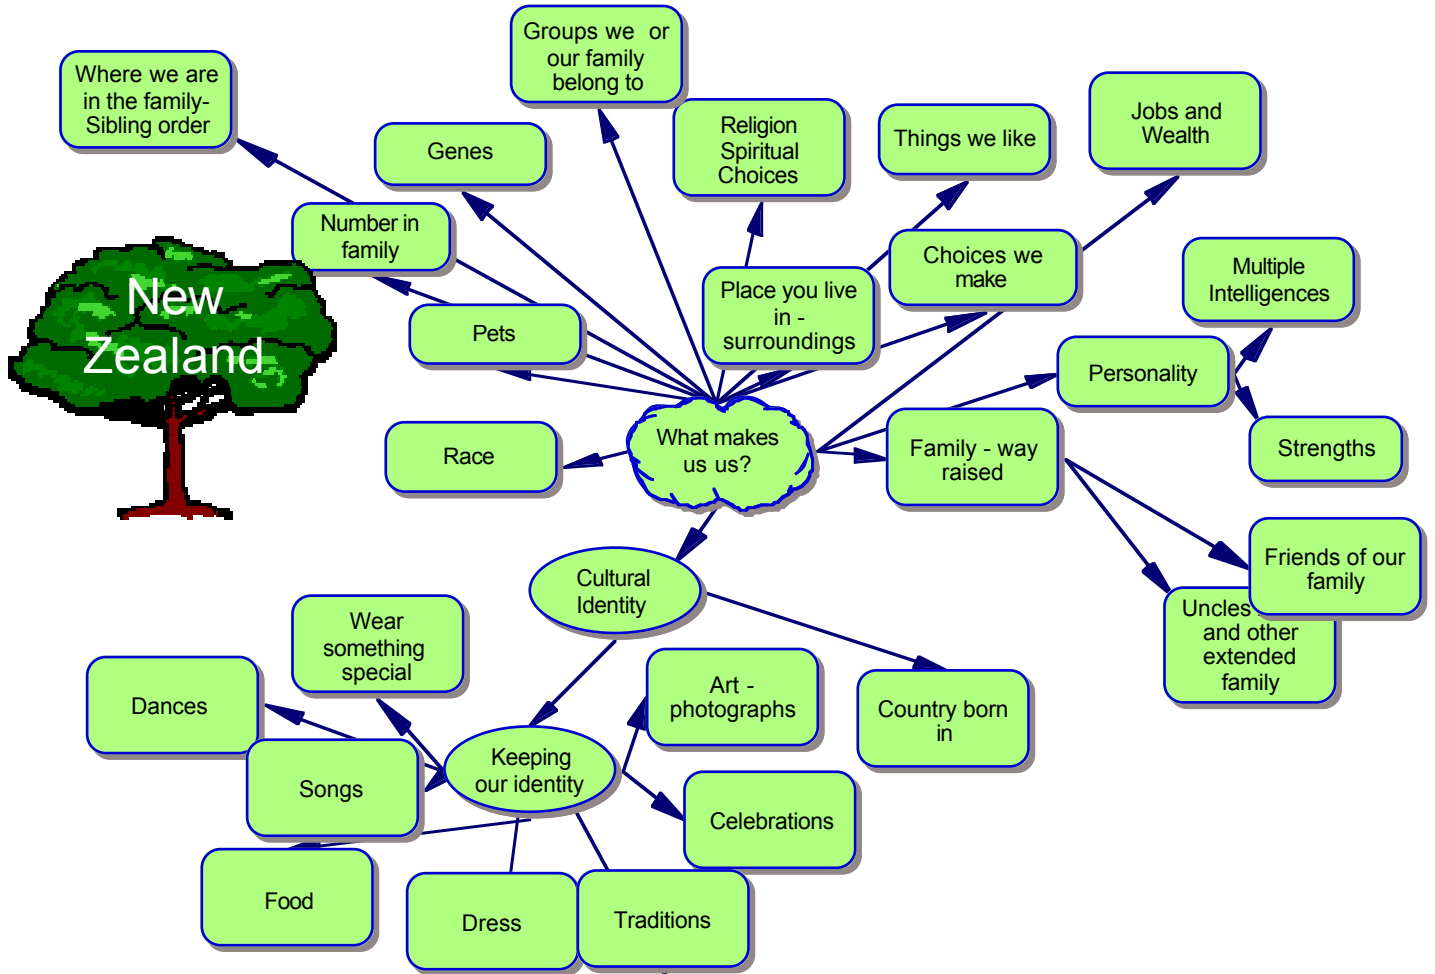 Groups we or
our family
belong to
Where we are
in the family-
Sibling order
Jobs and
Wealth
Religion
Spiritual
Choices
Things we like
Genes
Number in
family
Choices we
make
Multiple
Intelligences
New
Zealand
Place you live
in -
surroundings
Pets
Personality
What makes
us us?
Race
Family - way
raised
Strengths
Cultural
Identity
Friends of our
family
Uncles
and other
extended
family
Wear
something
special
Art -
photographs
Dances
Country born
in
Keeping
our identity
Songs
Celebrations
Food
Dress
Traditions